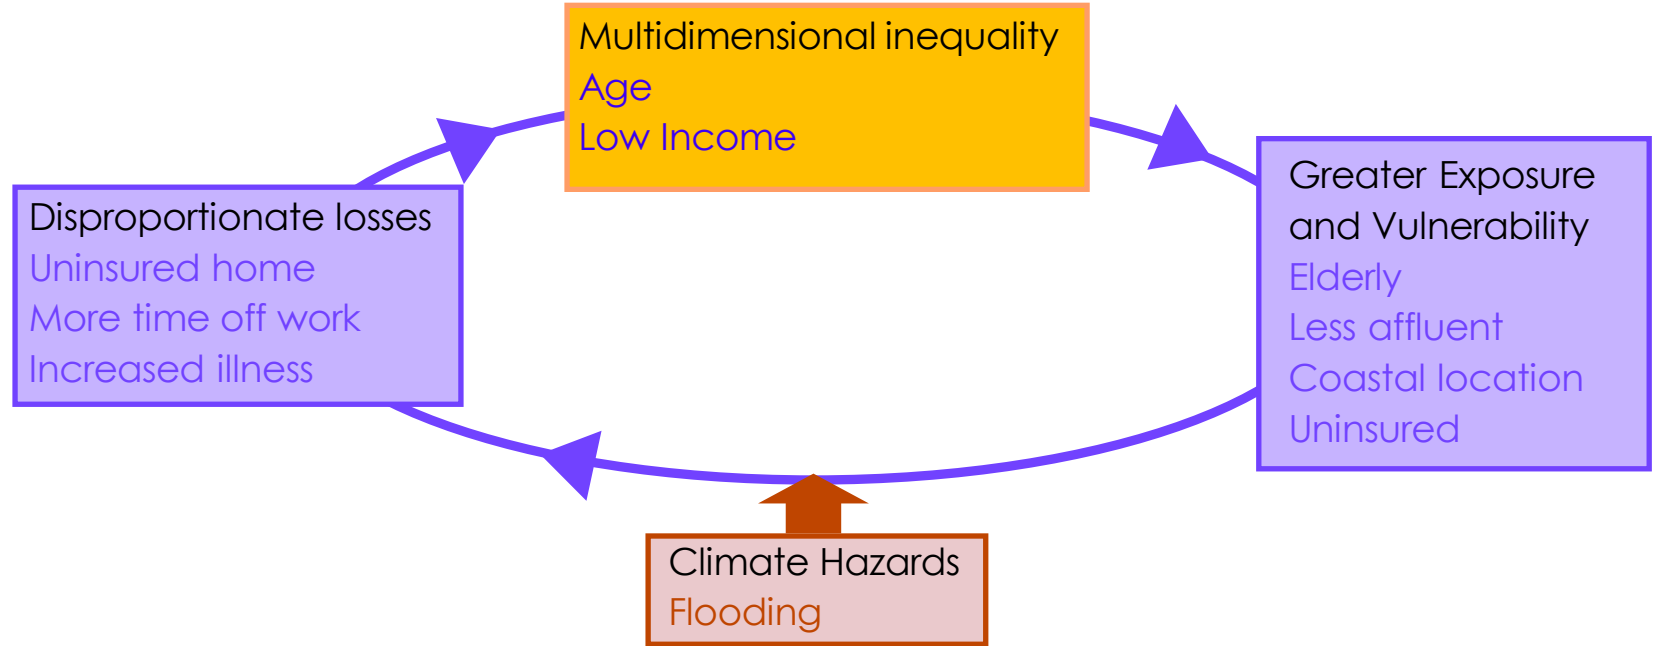 Multidimensional inequality
Age
Low Income
Greater Exposure
and Vulnerability
Elderly
Less affluent
Coastal location
Uninsured
Disproportionate losses
Uninsured home
More time off work
Increased illness
Climate Hazards
Flooding